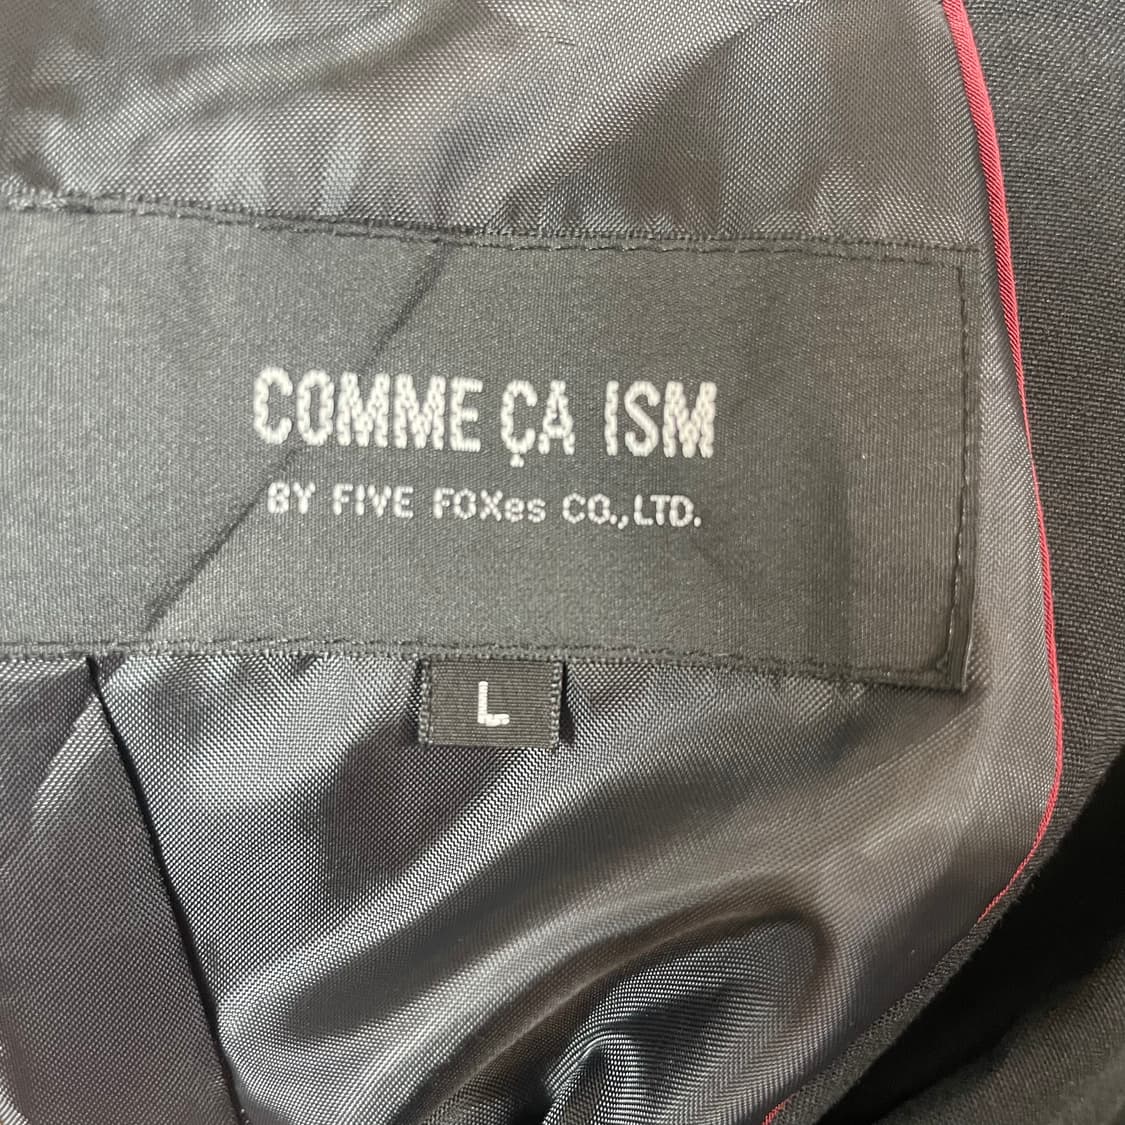 COMME ÇA ISM
BY FIVE FOXes CO.,LTD.
L